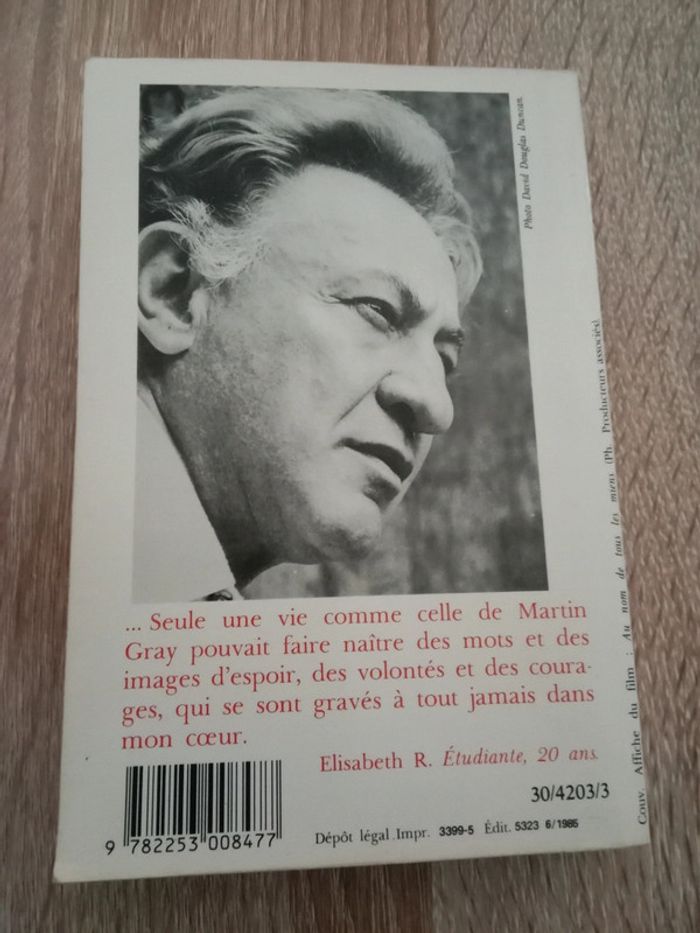 Photo David Douglas Duncan.
... Seule une vie comme celle de Martin
Gray pouvait faire naître des mots et des
images d'espoir, des volontés et des coura-
ges, qui se sont gravés à tout jamais dans
mon cœur.
Elisabeth R. Étudiante, 20 ans.
30/4203/3
Dépôt légal Impr. 3399-5 Édit. 5323 6/1985
9 782253 008477
Couv. Affiche du film : Au nom de tous les miens (Ph. Producteurs associés).